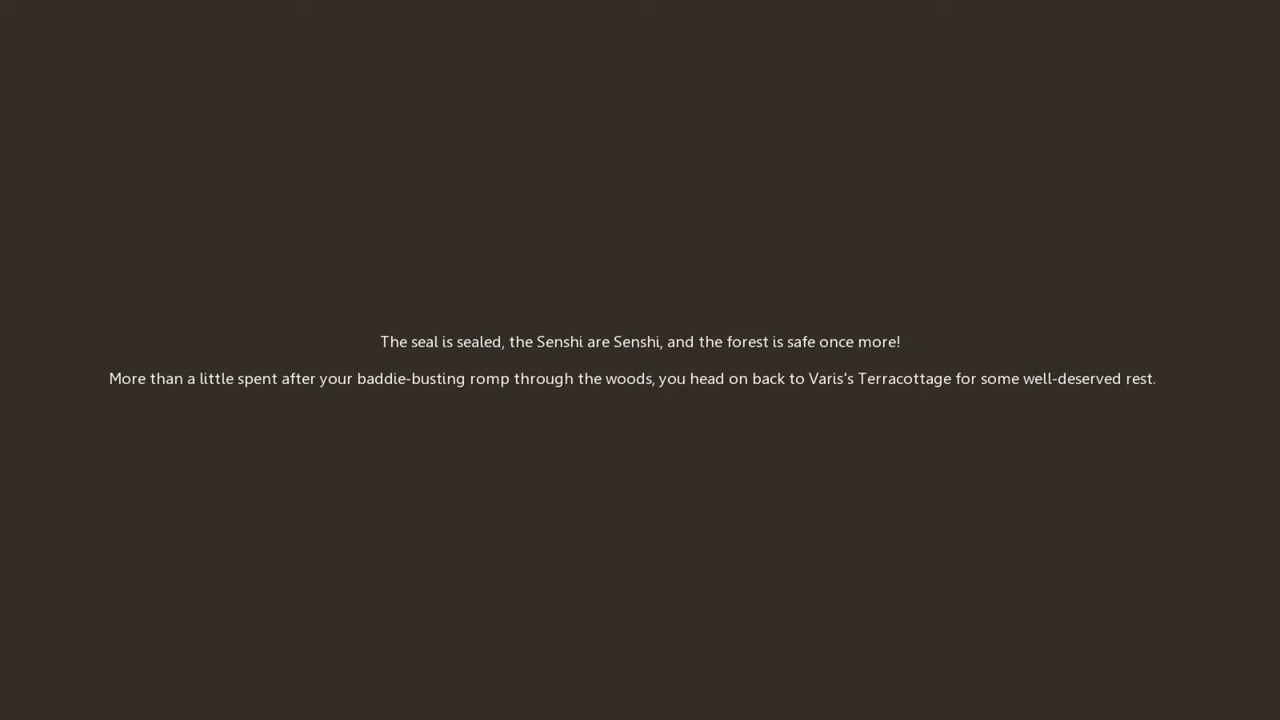 The seal is sealed, the Senshi are Senshi, and the forest is safe once more!
More than a little spent after your baddie-busting romp through the woods, you head on back to Varis's Terracottage for some well-deserved rest.